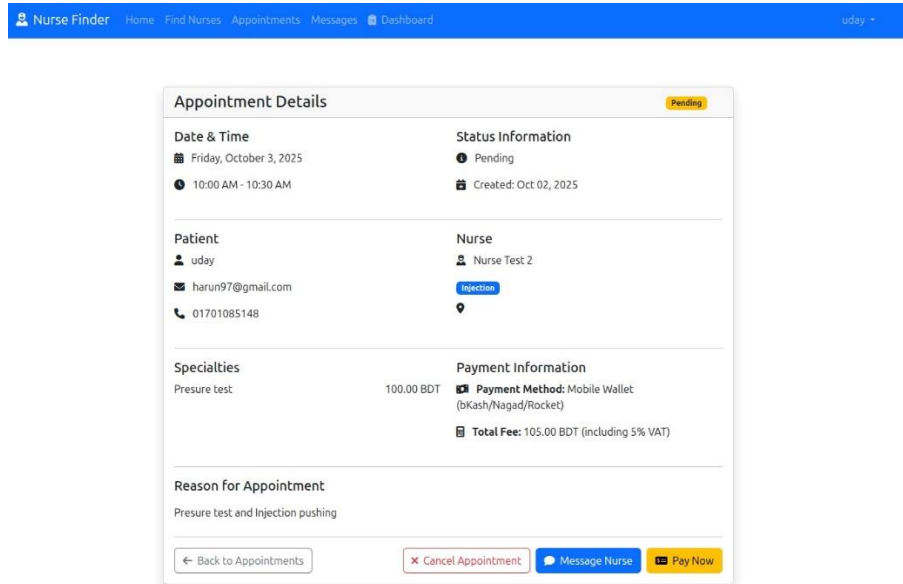 Nurse Finder Home Find Nurses Appointments Messages Dashboard uday
Appointment Details Pending
Date & Time
Friday, October 3, 2025
10:00 AM - 10:30 AM
Status Information
Pending
Created: Oct 02, 2025
Patient
uday
harun97@gmail.com
01701085148
Nurse
Nurse Test 2
Injection
Specialties
Presure test 100.00 BDT
Payment Information
Payment Method: Mobile Wallet
(bKash/Nagad/Rocket)
Total Fee: 105.00 BDT (including 5% VAT)
Reason for Appointment
Presure test and Injection pushing
← Back to Appointments × Cancel Appointment Message Nurse Pay Now